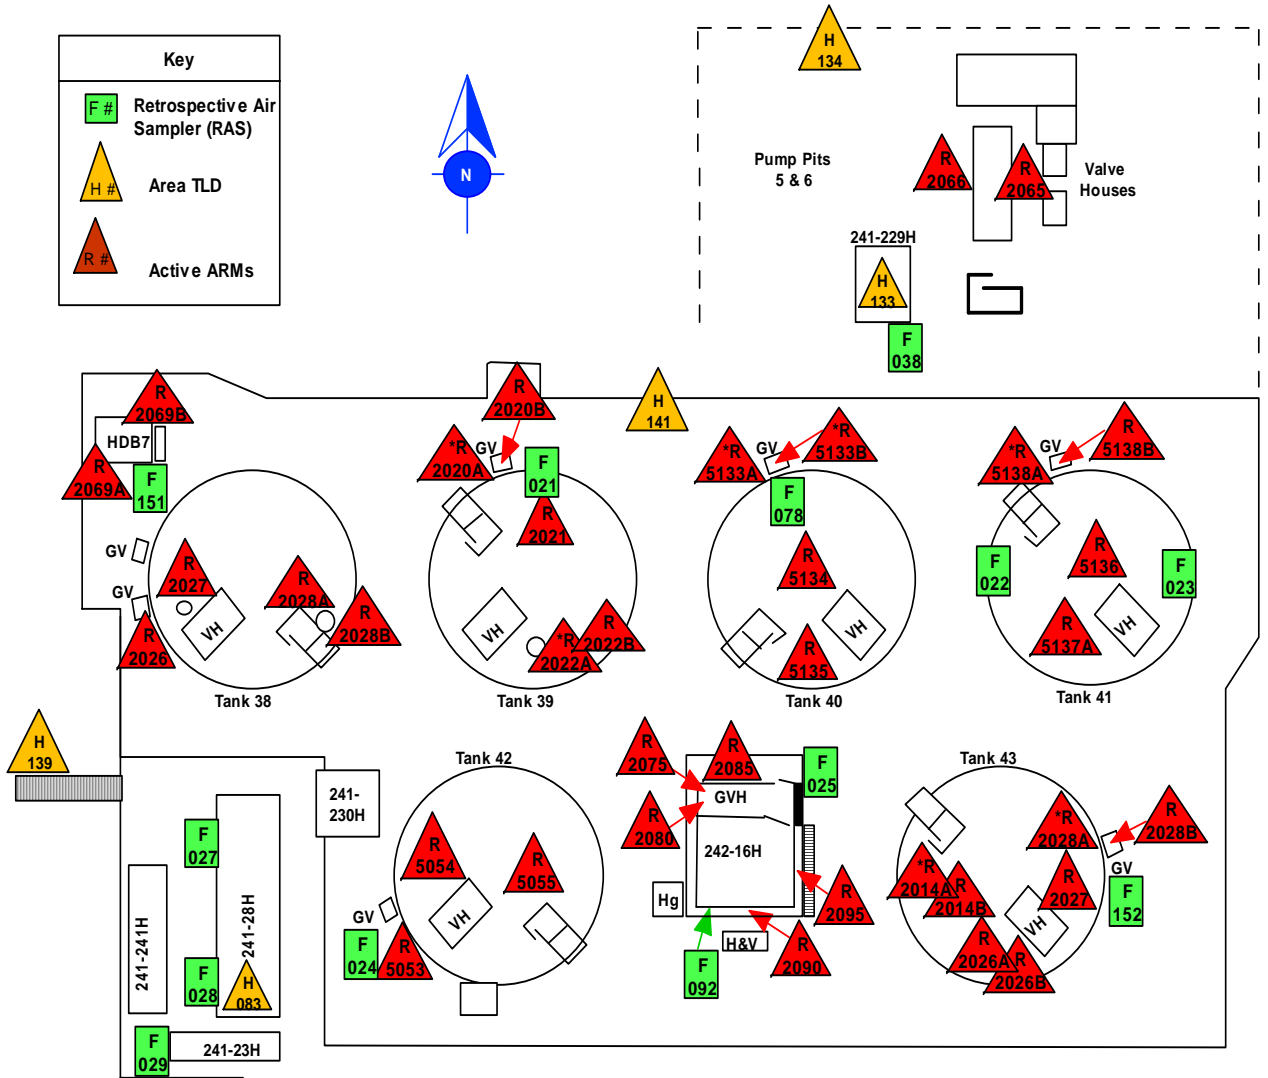 Key
F #
Retrospective Air
Sampler (RAS)
H #
Area TLD
R #
Active ARMs
N
H
134
Pump Pits
5 & 6
R
2066
R
2065
Valve
Houses
241-229H
H
133
F
038
R
2069B
HDB7
R
2069A
F
151
R
2020B
*R
2020A
GV
F
021
R
2021
H
141
*R
5133A
GV
*R
5133B
F
078
*R
5138A
GV
R
5138B
GV
GV
R
2027
R
2028A
R
2028B
R
2026
VH
Tank 38
VH
*R
2022A
R
2022B
Tank 39
R
5134
VH
R
5135
Tank 40
F
022
R
5136
F
023
R
5137A
VH
Tank 41
H
139
241-
230H
F
027
F
028
241-241H
241-28H
H
083
F
029
241-23H
Tank 42
R
5054
R
5055
GV
VH
F
024
R
5053
R
2075
R
2085
F
025
GVH
R
2080
242-16H
Hg
R
2095
H&V
F
092
R
2090
Tank 43
*R
2028A
R
2028B
GV
*R
2014A
R
2014B
R
2027
F
152
VH
R
2026A
R
2026B